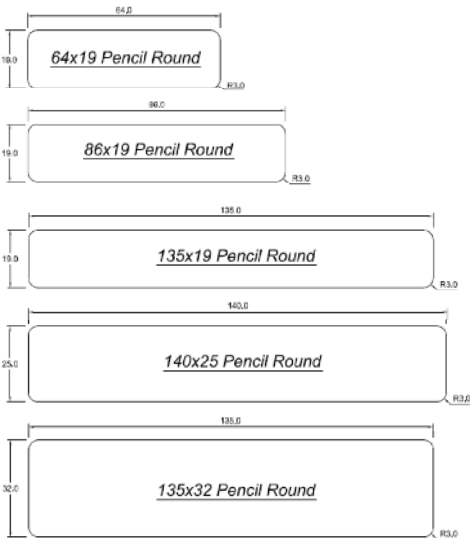 64.0
19.0
64x19 Pencil Round
R3.0
86.0
19.0
86x19 Pencil Round
R3.0
135.0
19.0
135x19 Pencil Round
R3.0
140.0
25.0
140x25 Pencil Round
R3.0
135.0
32.0
135x32 Pencil Round
R3.0